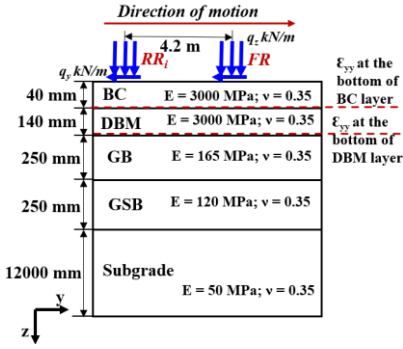 Direction of motion
4.2 m
q_z kN/m
q_y kN/m
RR_i
FR
ε_yy at the
bottom of
BC layer
40 mm
BC
E = 3000 MPa; ν = 0.35
140 mm
DBM
E = 3000 MPa; ν = 0.35
ε_yy at the
bottom of
DBM layer
250 mm
GB
E = 165 MPa; ν = 0.35
250 mm
GSB
E = 120 MPa; ν = 0.35
12000 mm
Subgrade
E = 50 MPa; ν = 0.35
y
z